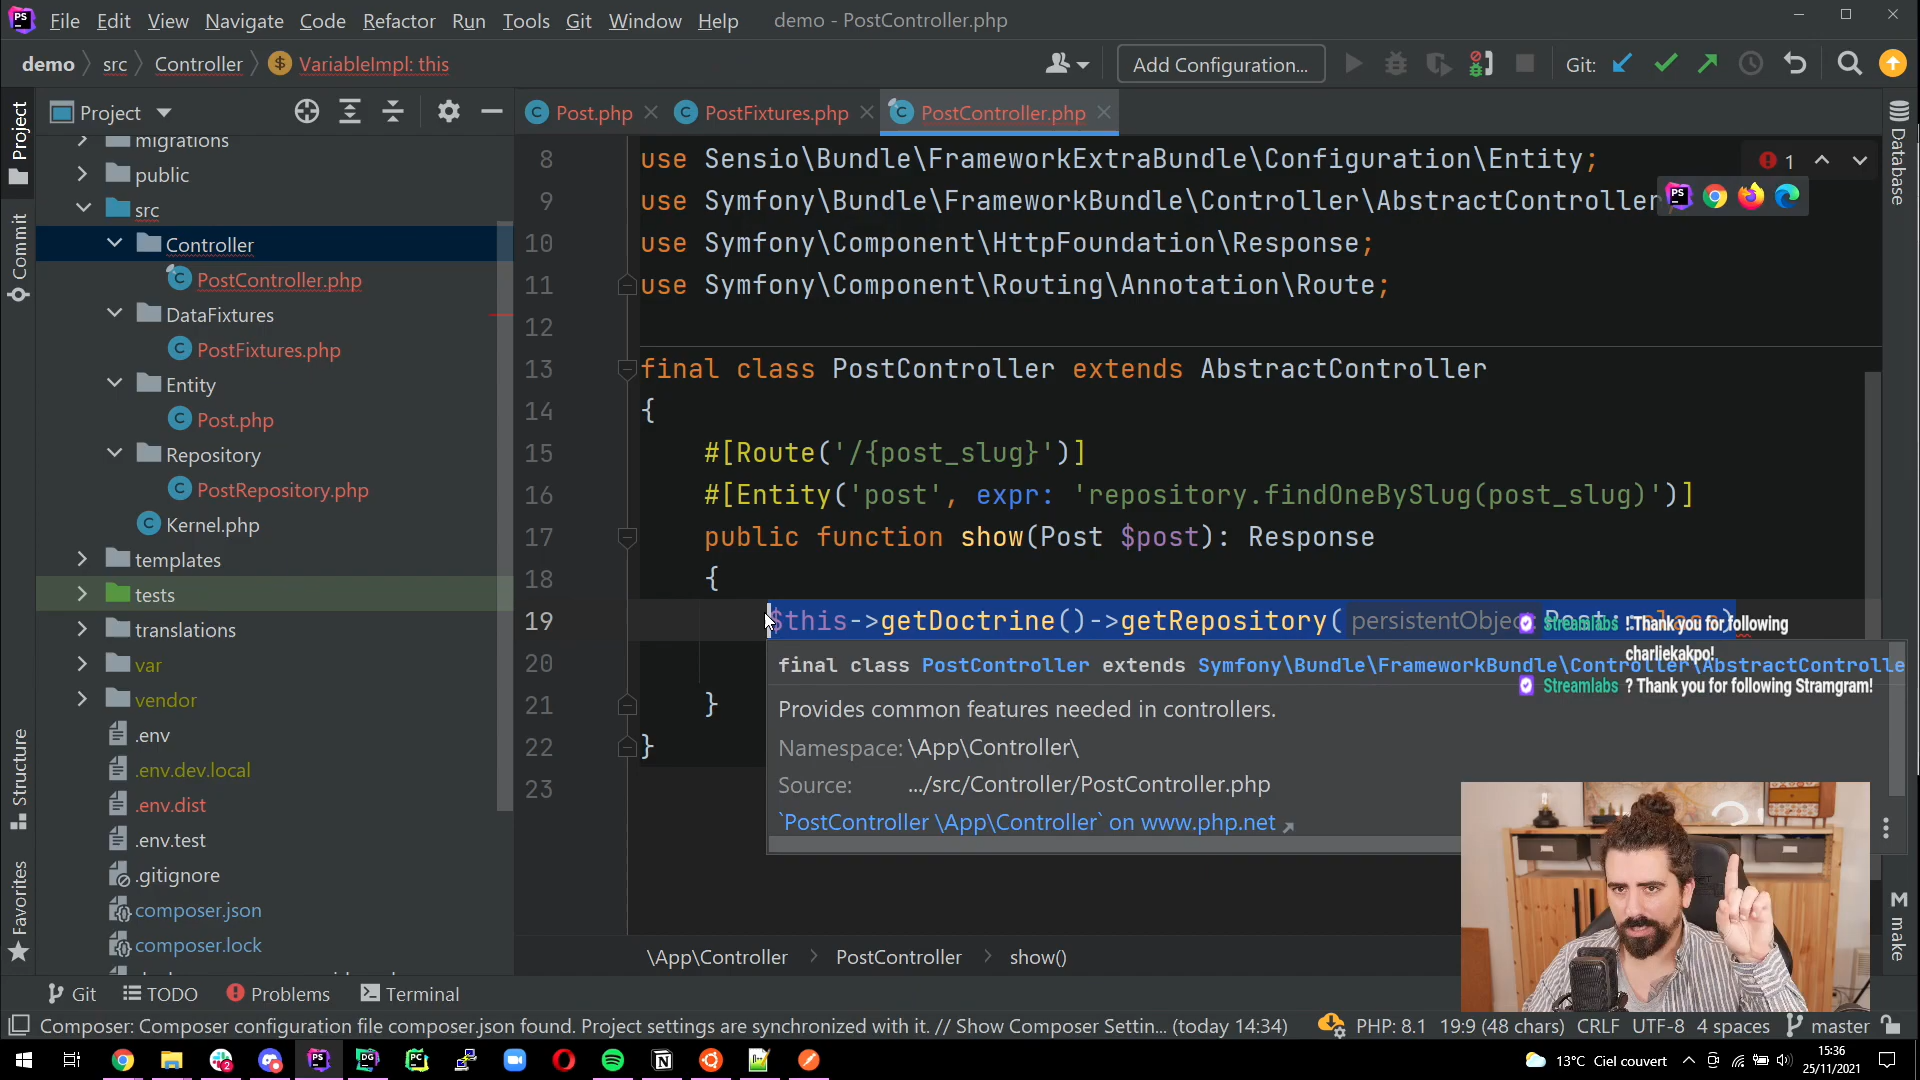 File Edit View Navigate Code Refactor Run Tools Git Window Help demo - PostController.php
demo src Controller VariableImpl: this Add Configuration... Git:
Project
Post.php PostFixtures.php PostController.php
migrations
public
src
Controller
PostController.php
DataFixtures
PostFixtures.php
Entity
Post.php
Repository
PostRepository.php
Kernel.php
templates
tests
translations
var
vendor
.env
.env.dev.local
.env.dist
.env.test
.gitignore
composer.json
composer.lock
Project
Commit
Structure
Favorites
8 use Sensio\Bundle\FrameworkExtraBundle\Configuration\Entity;
9 use Symfony\Bundle\FrameworkBundle\Controller\AbstractController;
10 use Symfony\Component\HttpFoundation\Response;
11 use Symfony\Component\Routing\Annotation\Route;
12
13 final class PostController extends AbstractController
14 {
15 #[Route('/{post_slug}')]
16 #[Entity('post', expr: 'repository.findOneBySlug(post_slug)')]
17 public function show(Post $post): Response
18 {
19 $this->getDoctrine()->getRepository( persistentObject: Post::class)
20
21 }
22 }
23
1
final class PostController extends Symfony\Bundle\FrameworkBundle\Controller\AbstractControlle
Provides common features needed in controllers.
Namespace: \App\Controller\
Source: .../src/Controller/PostController.php
`PostController \App\Controller` on www.php.net
Streamlabs ! Thank you for following
charliekakpo!
Streamlabs ? Thank you for following Stramgram!
Database
make
\App\Controller PostController show()
Git TODO Problems Terminal
Composer: Composer configuration file composer.json found. Project settings are synchronized with it. // Show Composer Settin... (today 14:34) PHP: 8.1 19:9 (48 chars) CRLF UTF-8 4 spaces master
13°C Ciel couvert
15:36
25/11/2021